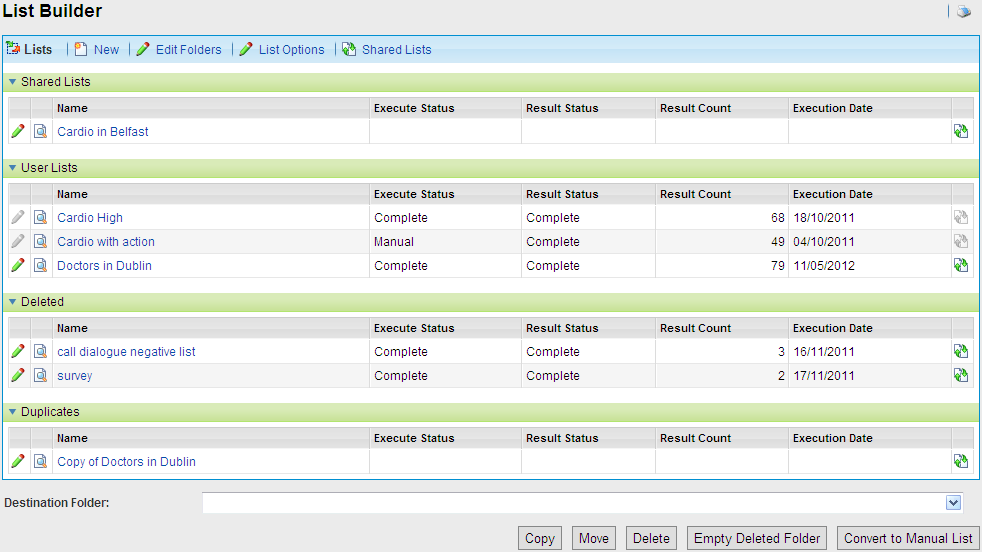 List Builder
Lists New Edit Folders List Options Shared Lists
Shared Lists
Name Execute Status Result Status Result Count Execution Date
Cardio in Belfast
User Lists
Name Execute Status Result Status Result Count Execution Date
Cardio High Complete Complete 68 18/10/2011
Cardio with action Manual Complete 49 04/10/2011
Doctors in Dublin Complete Complete 79 11/05/2012
Deleted
Name Execute Status Result Status Result Count Execution Date
call dialogue negative list Complete Complete 3 16/11/2011
survey Complete Complete 2 17/11/2011
Duplicates
Name Execute Status Result Status Result Count Execution Date
Copy of Doctors in Dublin
Destination Folder:
Copy Move Delete Empty Deleted Folder Convert to Manual List